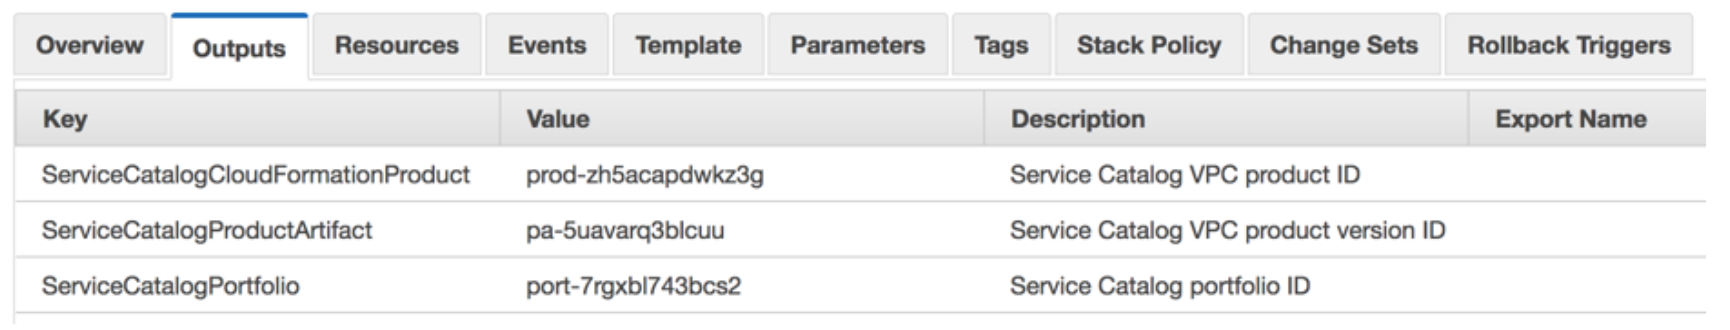 Overview Outputs Resources Events Template Parameters Tags Stack Policy Change Sets Rollback Triggers
Key Value Description Export Name
ServiceCatalogCloudFormationProduct prod-zh5acapdwkz3g Service Catalog VPC product ID
ServiceCatalogProductArtifact pa-5uavarq3blcuu Service Catalog VPC product version ID
ServiceCatalogPortfolio port-7rgxbl743bcs2 Service Catalog portfolio ID